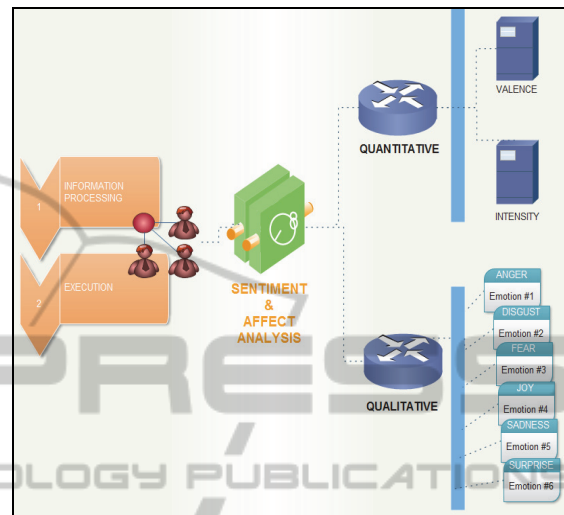 1
INFORMATION
PROCESSING
2
EXECUTION
SENTIMENT
&
AFFECT
ANALYSIS
QUANTITATIVE
VALENCE
INTENSITY
QUALITATIVE
ANGER
Emotion #1
DISGUST
Emotion #2
FEAR
Emotion #3
JOY
Emotion #4
SADNESS
Emotion #5
SURPRISE
Emotion #6
PRESS
OLOGY PUBLICATIONS